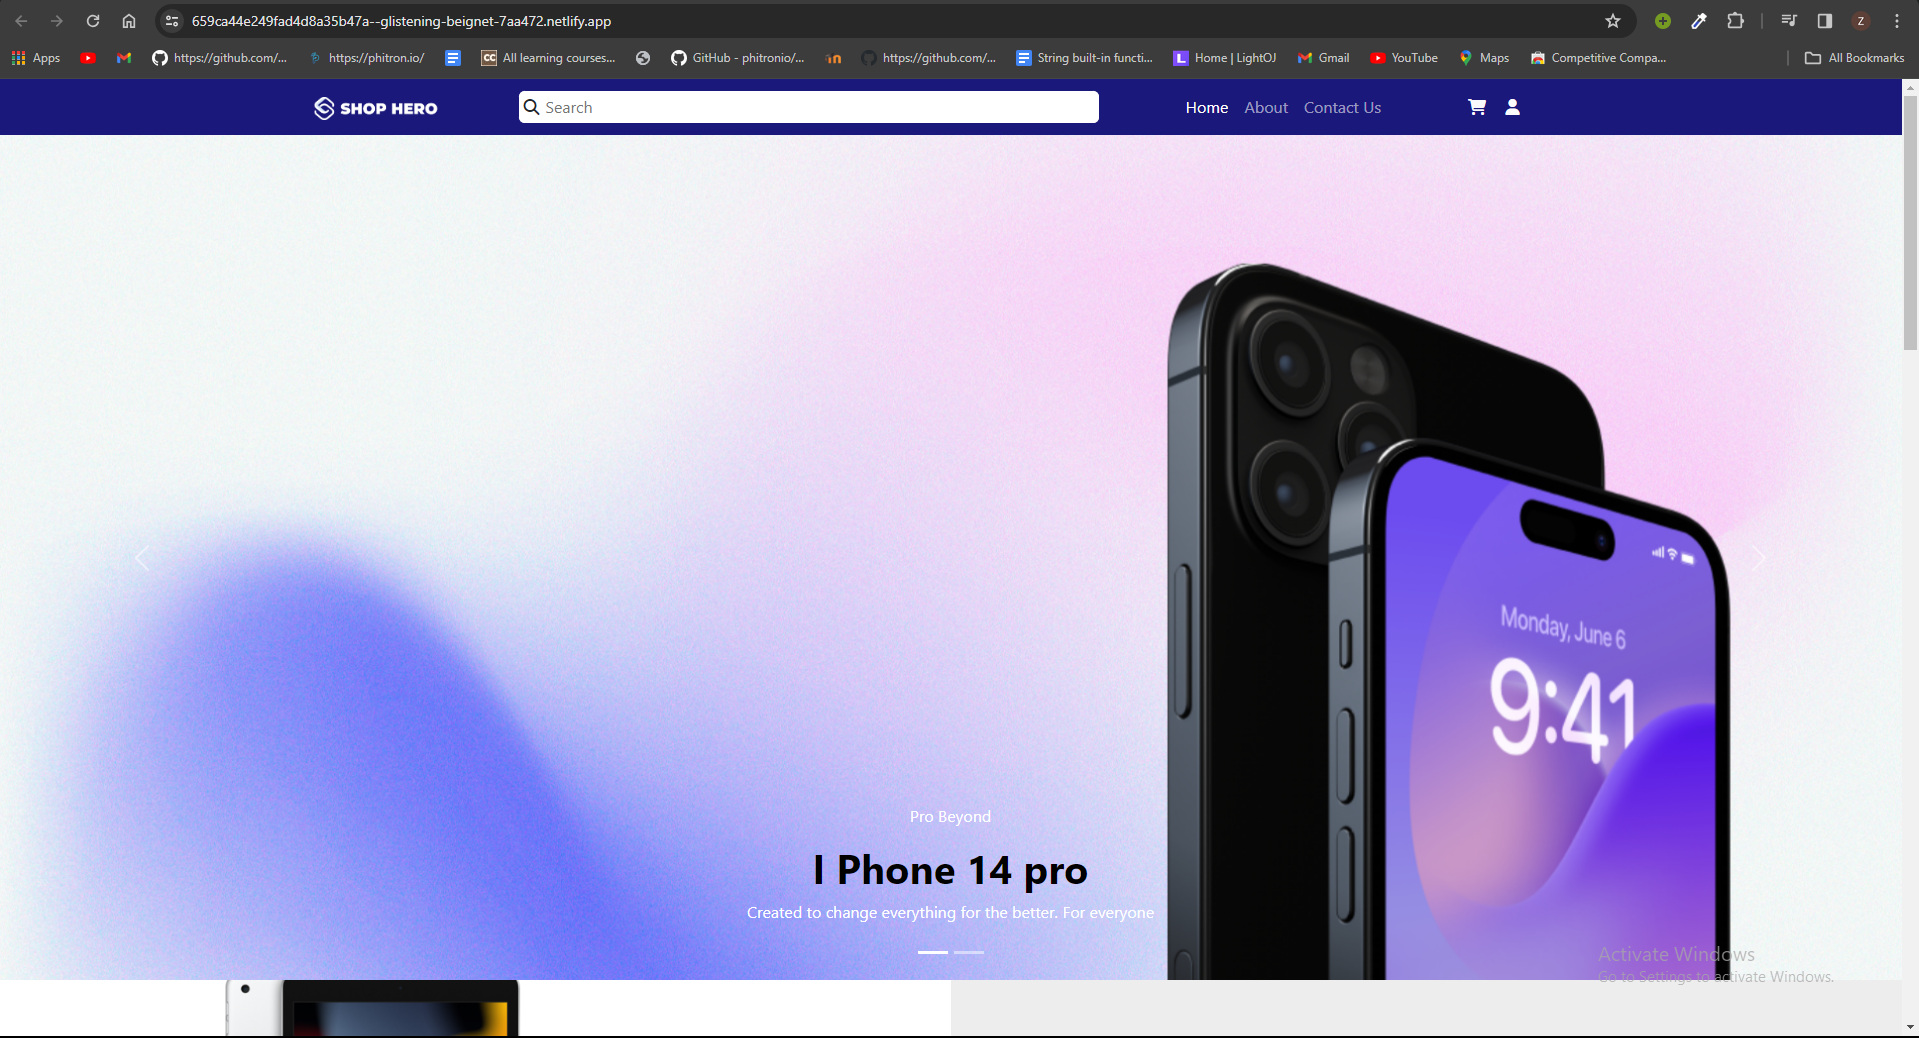 659ca44e249fad4d8a35b47a--glistening-beignet-7aa472.netlify.app
Z
Apps
https://github.com/...
https://phitron.io/
CC All learning courses...
GitHub - phitronio/...
https://github.com/...
String built-in functi...
L Home | LightOJ
Gmail
YouTube
Maps
Competitive Compa...
All Bookmarks
SHOP HERO
Search
Home
About
Contact Us
Monday, June 6
9:41
Pro Beyond
I Phone 14 pro
Created to change everything for the better. For everyone
Activate Windows
Go to Settings to activate Windows.